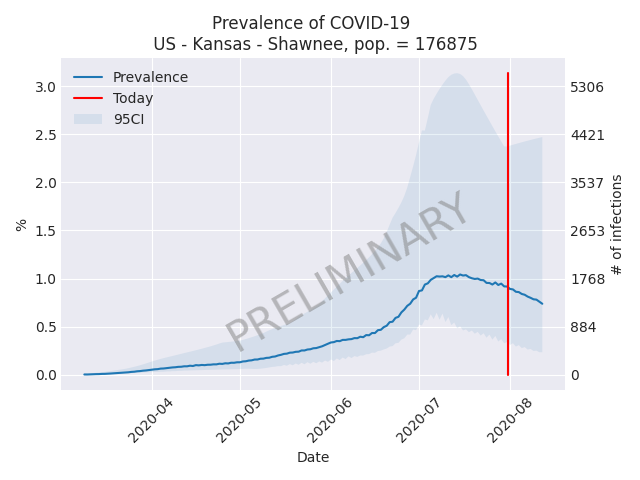 Prevalence of COVID-19
US - Kansas - Shawnee, pop. = 176875
Prevalence
Today
95CI
PRELIMINARY
%
3.0
2.5
2.0
1.5
1.0
0.5
0.0
5306
4421
3537
2653
1768
884
0
# of infections
2020-04
2020-05
2020-06
2020-07
2020-08
Date